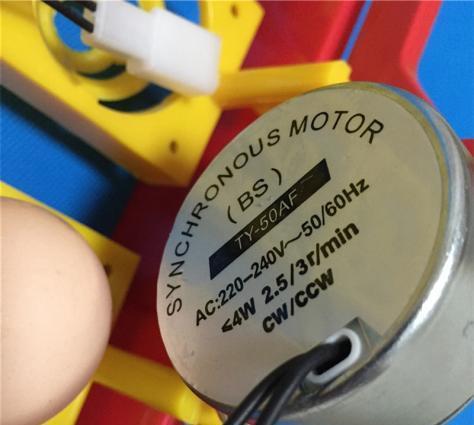 SYNCHRONOUS MOTOR
(BS)
TY-50AF
AC:220-240V~50/60Hz
<4W 2.5/3r/min
CW/CCW